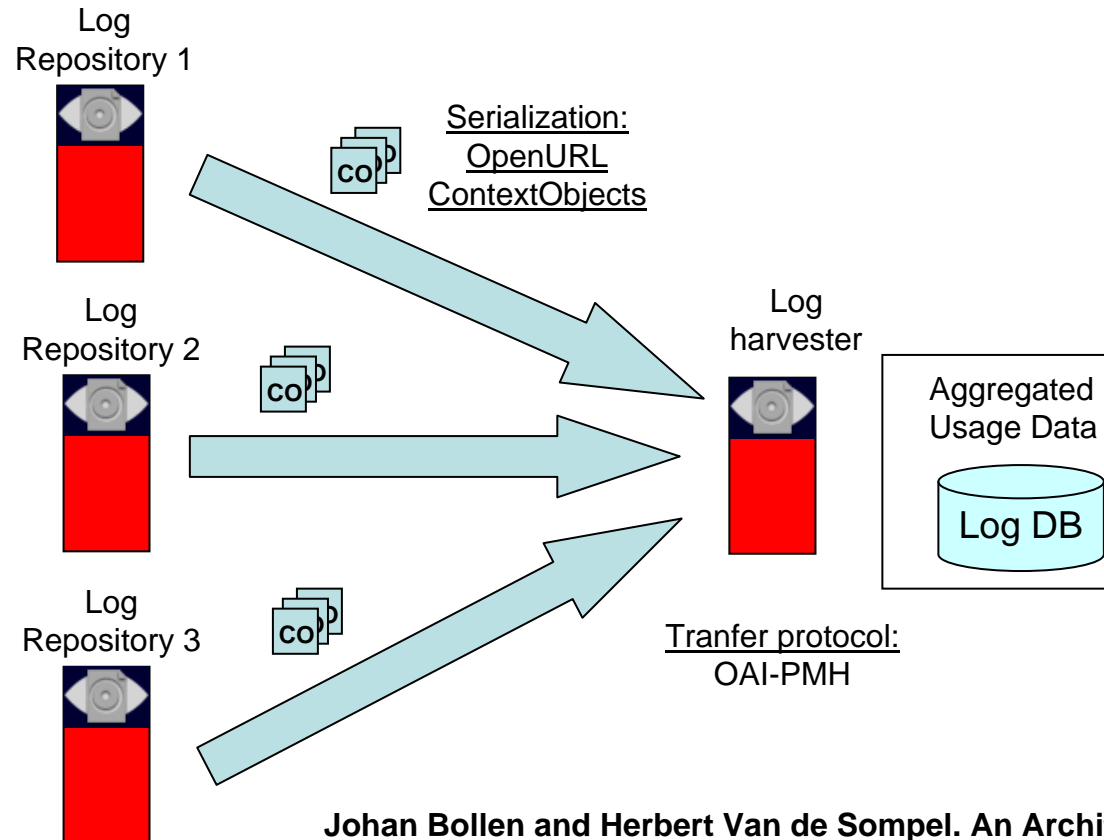 Log
Repository 1
Serialization:
OpenURL
ContextObjects
CO
Log
Repository 2
CO
Log
harvester
Aggregated
Usage Data
Log DB
Log
Repository 3
CO
Tranfer protocol:
OAI-PMH
Johan Bollen and Herbert Van de Sompel. An Archi